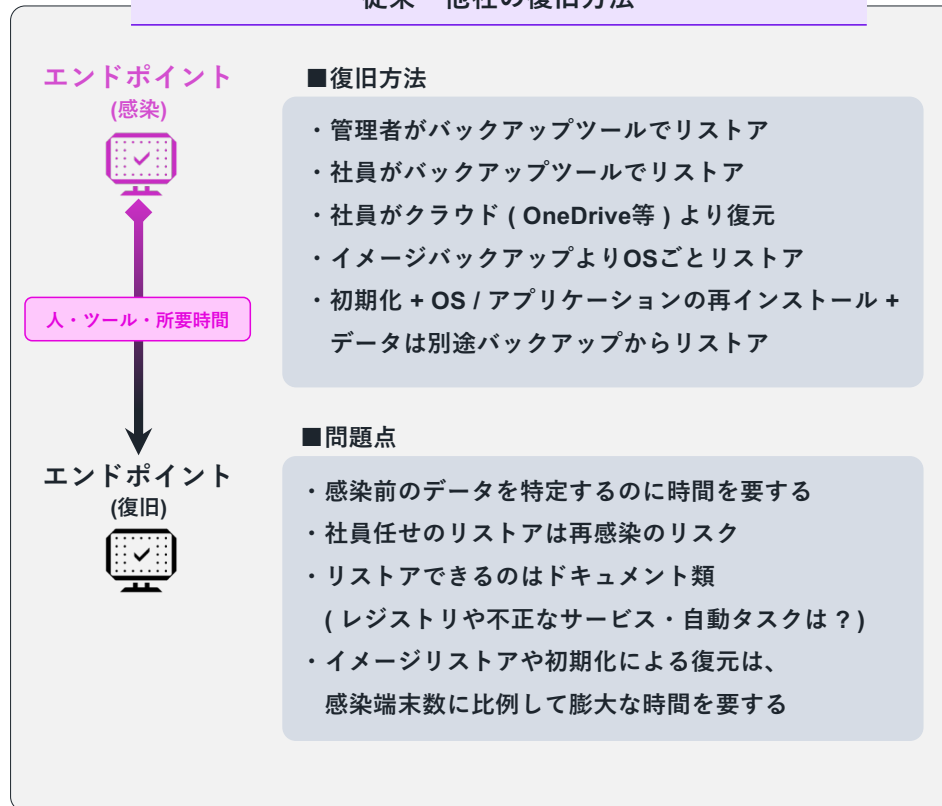 従来 他社の復旧方法
エンドポイント
(感染)
人・ツール・所要時間
エンドポイント
(復旧)
■復旧方法
・管理者がバックアップツールでリストア
・社員がバックアップツールでリストア
・社員がクラウド ( OneDrive等 ) より復元
・イメージバックアップよりOSごとリストア
・初期化 + OS / アプリケーションの再インストール +
データは別途バックアップからリストア
■問題点
・感染前のデータを特定するのに時間を要する
・社員任せのリストアは再感染のリスク
・リストアできるのはドキュメント類
( レジストリや不正なサービス・自動タスクは ? )
・イメージリストアや初期化による復元は、
感染端末数に比例して膨大な時間を要する